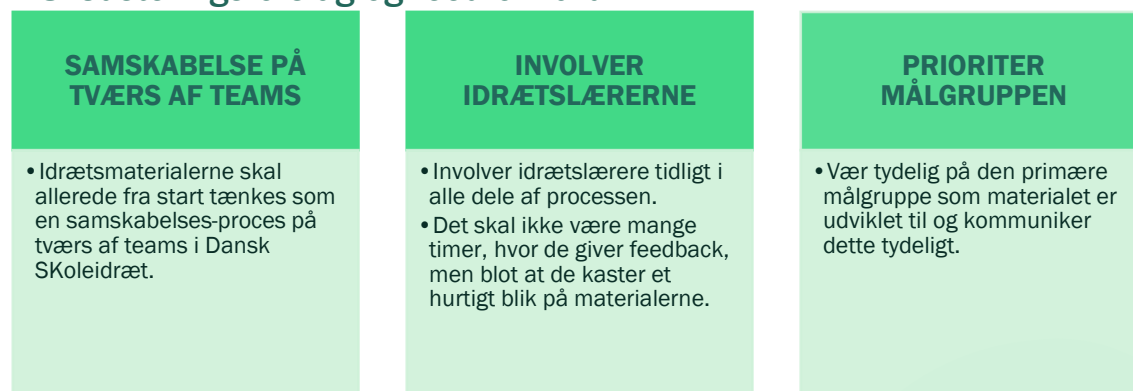 SAMSKABELSE PÅ
TVÆRS AF TEAMS
•Idrætsmaterialerne skal
allerede fra start tænkes som
en samskabelses-proces på
tværs af teams i Dansk
SKoleidræt.
INVOLVER
IDRÆTSLÆRERNE
•Involver idrætslærere tidligt i
alle dele af processen.
•Det skal ikke være mange
timer, hvor de giver feedback,
men blot at de kaster et
hurtigt blik på materialerne.
PRIORITER
MÅLGRUPPEN
•Vær tydelig på den primære
målgruppe som materialet er
udviklet til og kommuniker
dette tydeligt.